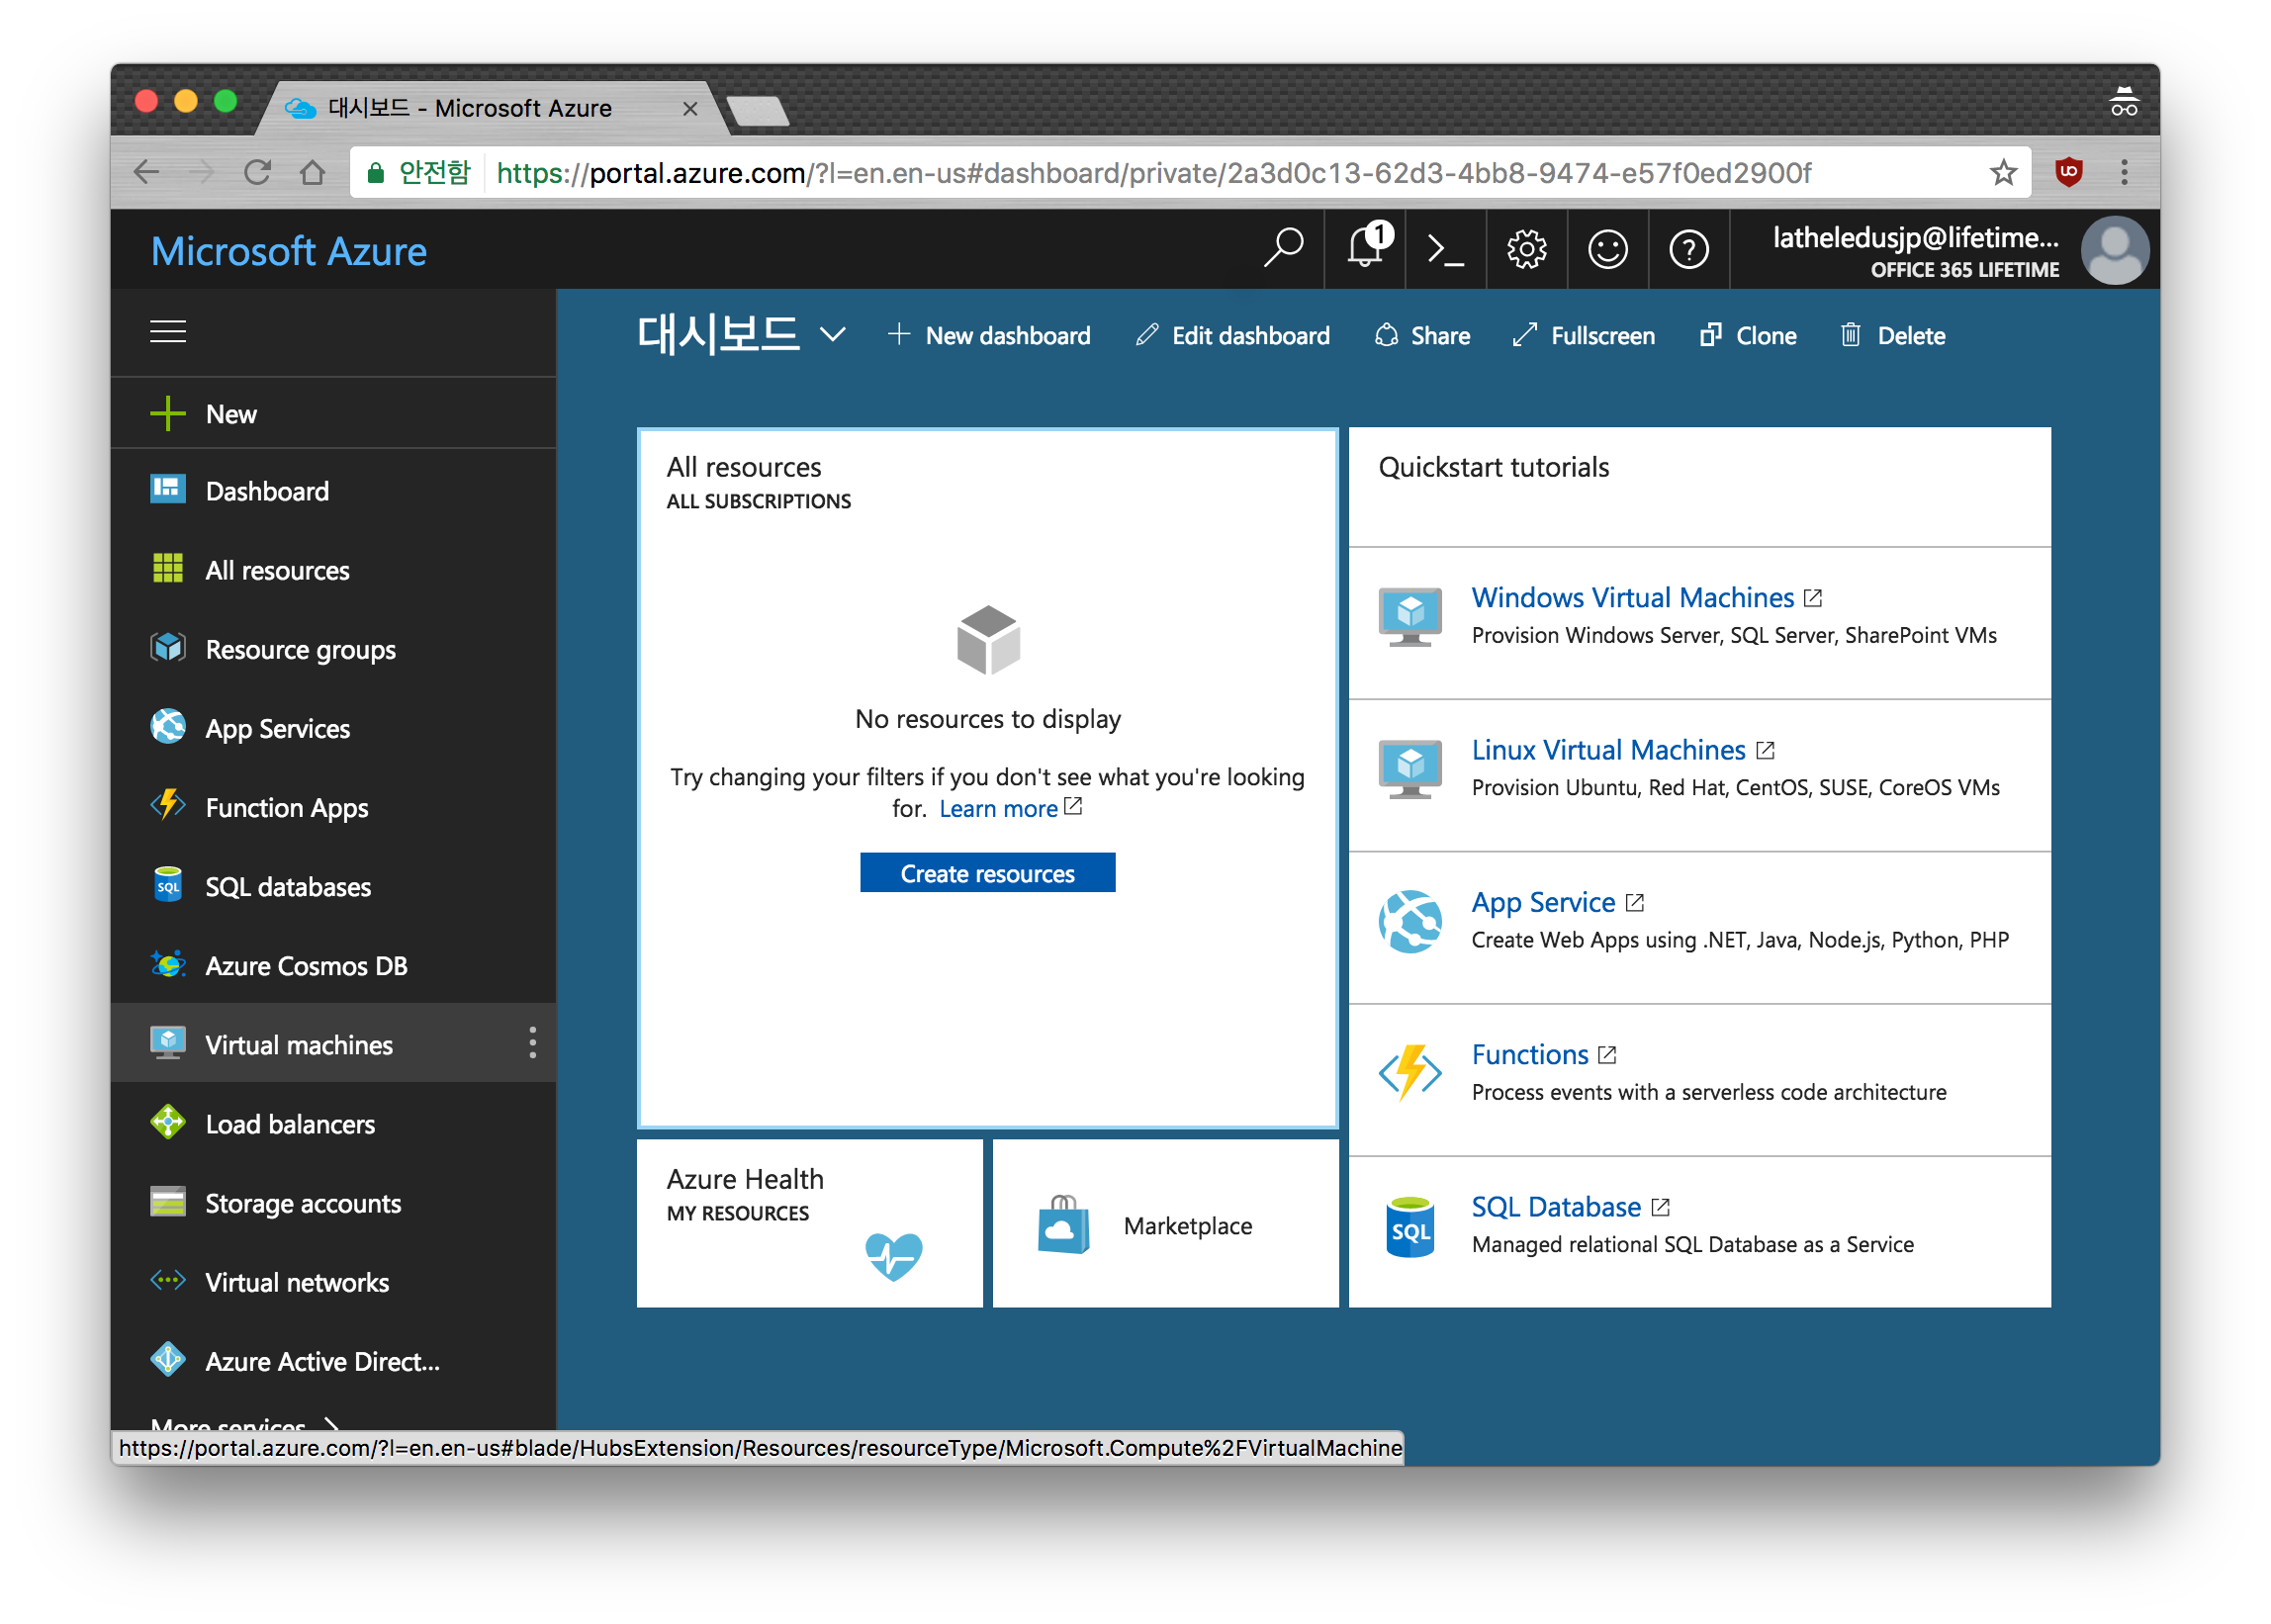 대시보드 - Microsoft Azure
안전함 https://portal.azure.com/?l=en.en-us#dashboard/private/2a3d0c13-62d3-4bb8-9474-e57f0ed2900f
Microsoft Azure
1
latheledusjp@lifetime...
OFFICE 365 LIFETIME
대시보드
New dashboard
Edit dashboard
Share
Fullscreen
Clone
Delete
New
Dashboard
All resources
Resource groups
App Services
Function Apps
SQL databases
Azure Cosmos DB
Virtual machines
Load balancers
Storage accounts
Virtual networks
Azure Active Direct...
More services
All resources
ALL SUBSCRIPTIONS
No resources to display
Try changing your filters if you don't see what you're looking
for. Learn more
Create resources
Azure Health
MY RESOURCES
Marketplace
Quickstart tutorials
Windows Virtual Machines
Provision Windows Server, SQL Server, SharePoint VMs
Linux Virtual Machines
Provision Ubuntu, Red Hat, CentOS, SUSE, CoreOS VMs
App Service
Create Web Apps using .NET, Java, Node.js, Python, PHP
Functions
Process events with a serverless code architecture
SQL
SQL Database
Managed relational SQL Database as a Service
https://portal.azure.com/?l=en.en-us#blade/HubsExtension/Resources/resourceType/Microsoft.Compute%2FVirtualMachine